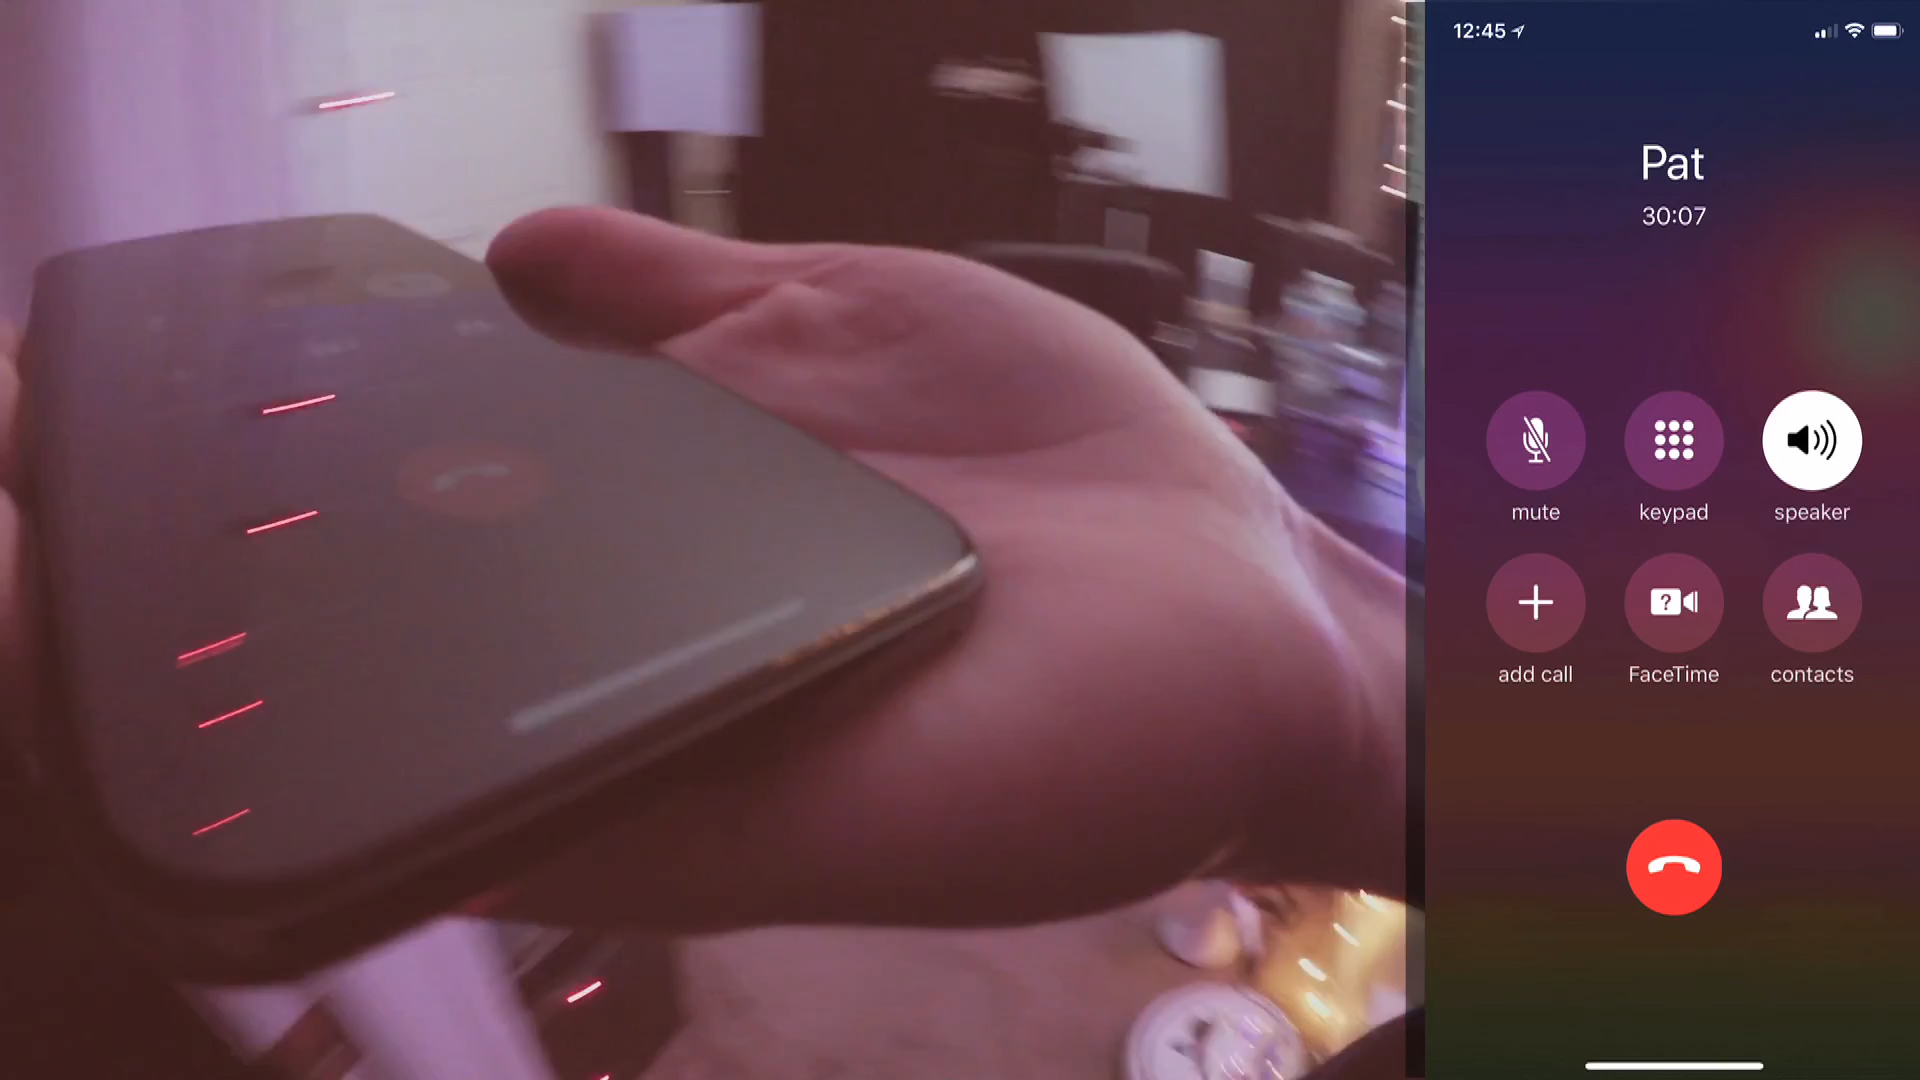 12:45
Pat
30:07
mute
keypad
speaker
?
add call
FaceTime
contacts